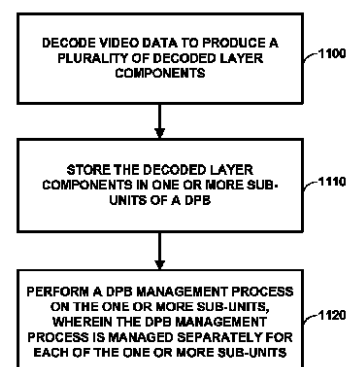 DECODE VIDEO DATA TO PRODUCE A
PLURALITY OF DECODED LAYER
COMPONENTS
1100
STORE THE DECODED LAYER
COMPONENTS IN ONE OR MORE SUB-
UNITS OF A DPB
1110
PERFORM A DPB MANAGEMENT PROCESS
ON THE ONE OR MORE SUB-UNITS,
WHEREIN THE DPB MANAGEMENT
PROCESS IS MANAGED SEPARATELY FOR
EACH OF THE ONE OR MORE SUB-UNITS
1120